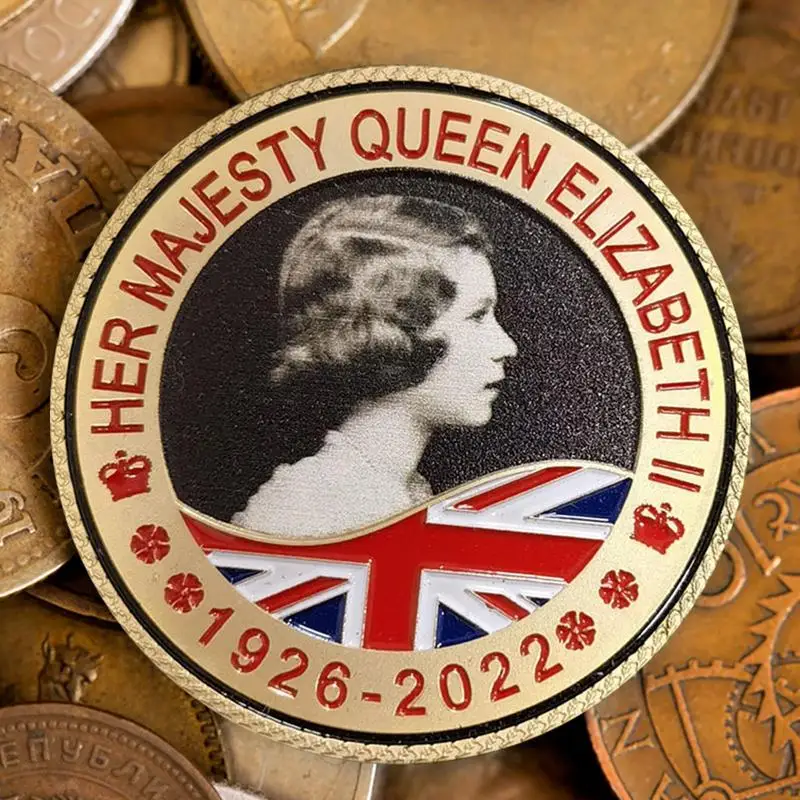 HER MAJESTY QUEEN ELIZABETH II
1926-2022